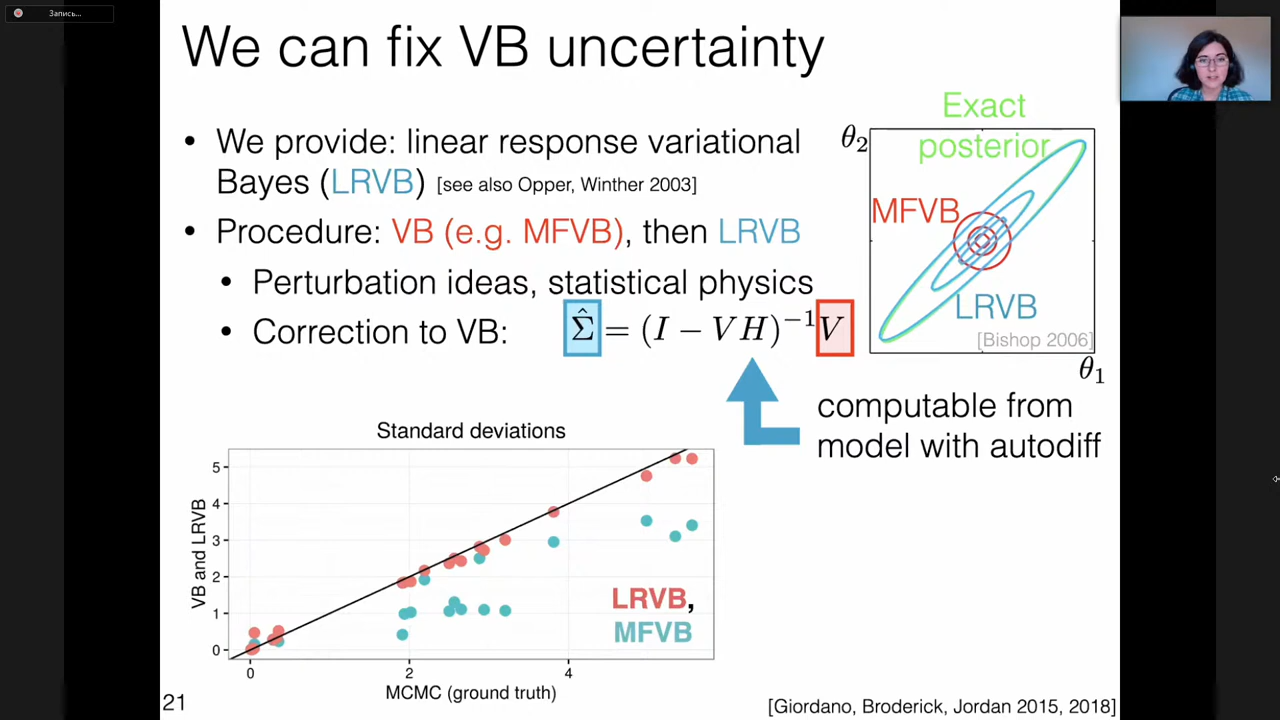 Запись...
We can fix VB uncertainty
• We provide: linear response variational
Bayes (LRVB) [see also Opper, Winther 2003]
• Procedure: VB (e.g. MFVB), then LRVB
• Perturbation ideas, statistical physics
• Correction to VB: Σ̂ = (I − VH)⁻¹V
Exact
posterior
θ₂
MFVB
LRVB
[Bishop 2006]
θ₁
computable from
model with autodiff
Standard deviations
VB and LRVB
5
4
3
2
1
0
LRVB,
MFVB
0 2 4
MCMC (ground truth)
21
[Giordano, Broderick, Jordan 2015, 2018]